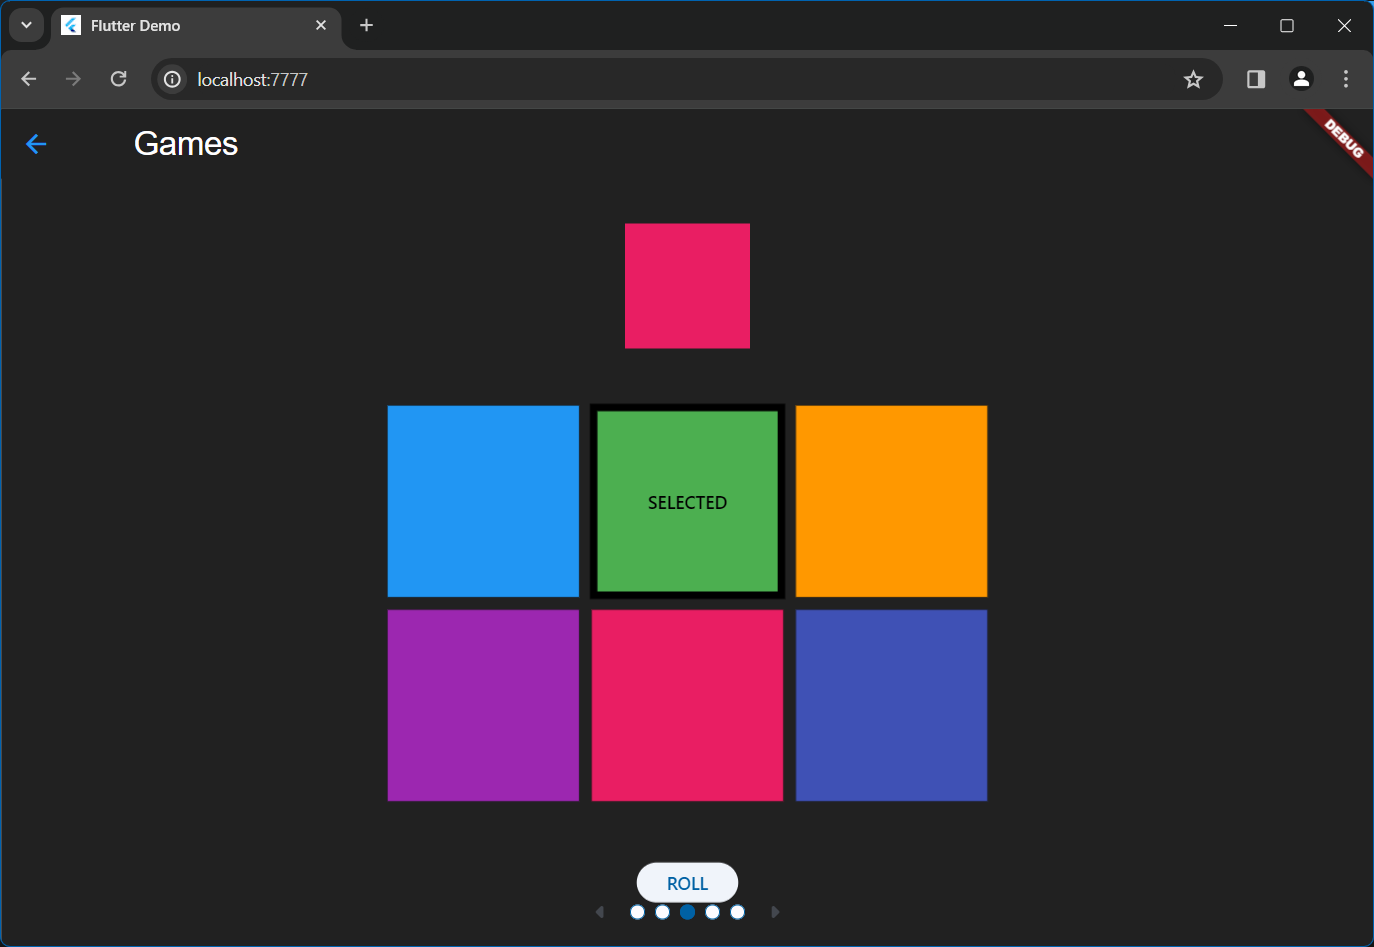 Flutter Demo
localhost:7777
Games
DEBUG
SELECTED
ROLL